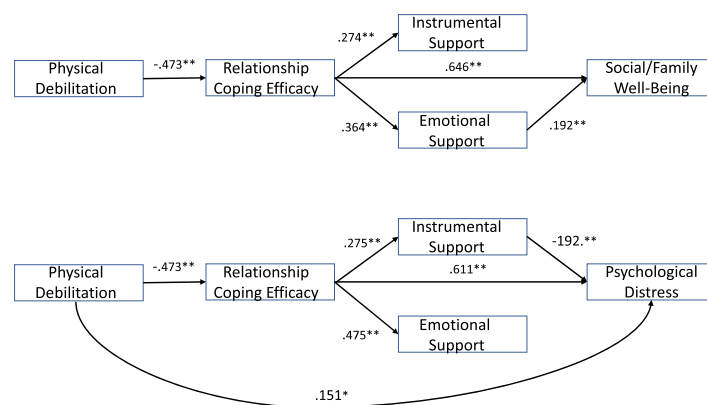 Instrumental
Support
.274**
-.473**
.646**
Physical
Debilitation
Relationship
Coping Efficacy
Social/Family
Well-Being
Emotional
Support
.364**
.192**
Instrumental
Support
.275**
-192.**
-.473**
.611**
Physical
Debilitation
Relationship
Coping Efficacy
Psychological
Distress
Emotional
Support
.475**
.151*